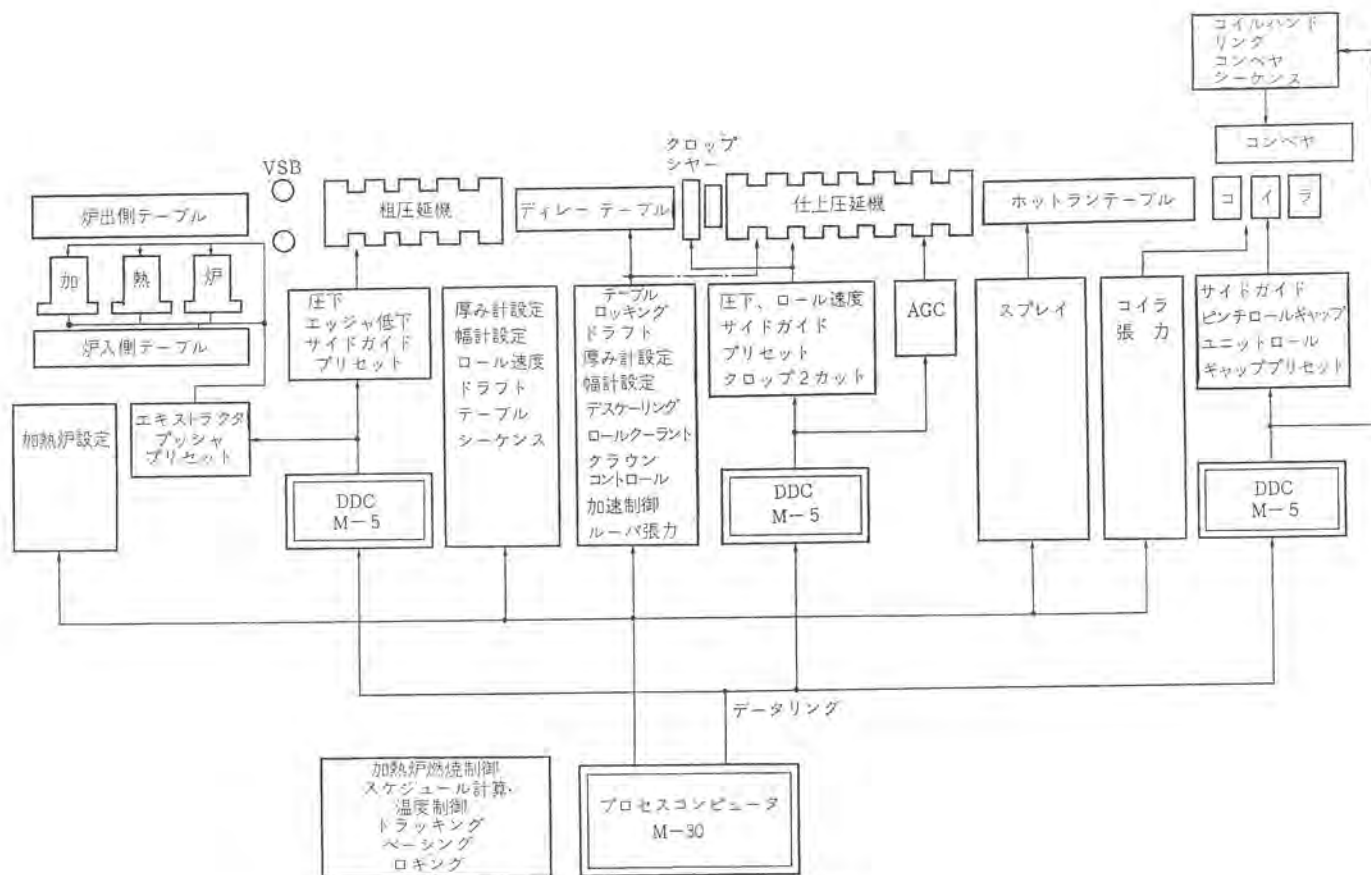 コイルハンド
リング
コンベヤ
シーケンス
コンベヤ
クロップ
シャー
VSB
炉出側テーブル
粗圧延機
ディレーテーブル
仕上圧延機
ホットランテーブル
コ イ ラ
加 熱 炉
炉入側テーブル
圧下
エッジャ低下
サイドガイド
プリセット
厚み計設定
幅計設定
ロール速度
ドラフト
テーブル
シーケンス
テーブル
ロッキング
ドラフト
厚み計設定
幅計設定
デスケーリング
ロールクーラント
クラウン
コントロール
加速制御
ルーパ張力
圧下、ロール速度
サイドガイド
プリセット
クロップ2カット
AGC
スプレイ
コイラ
張力
サイドガイド
ピンチロールギャップ
ユニットロール
ギャッププリセット
加熱炉設定
エキストラクタ
プッシャ
プリセット
DDC
M-5
DDC
M-5
DDC
M-5
データリング
加熱炉燃焼制御
スケジュール計算・
温度制御
トラッキング
ペーシング
ロキング
プロセスコンピュータ
M-30